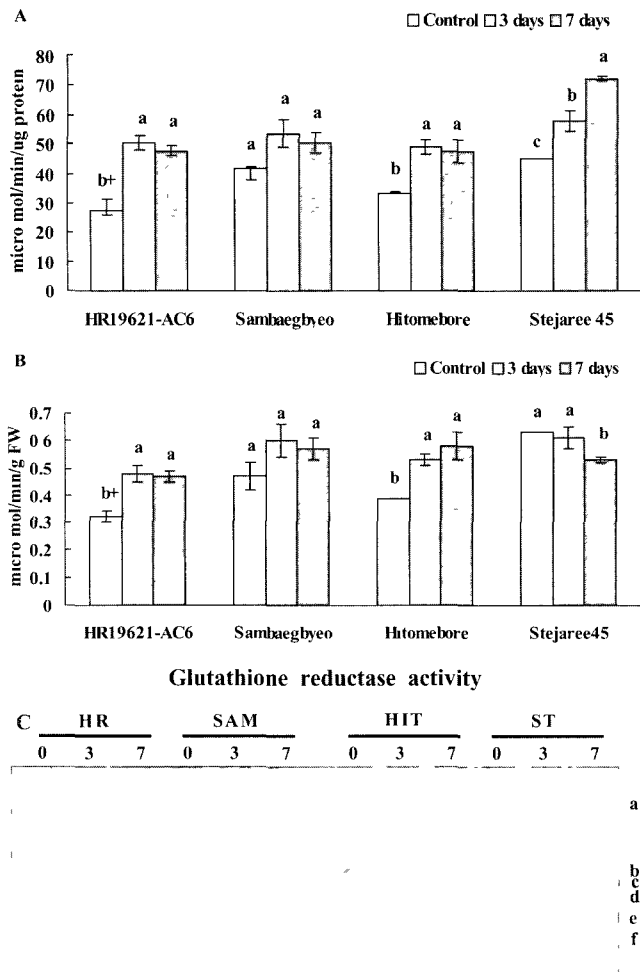 A
□ Control □ 3 days □ 7 days
micro mol/min/ug protein
80
70
60
50
40
30
20
10
0
b+ a a
a a a
b a a
c b a
HR19621-AC6 Sambaegbyeo Hitomebore Stejaree 45
B
□ Control □ 3 days □ 7 days
micro mol/min/g FW
0.7
0.6
0.5
0.4
0.3
0.2
0.1
0
b+ a a
a a a
b a a
a a b
HR19621-AC6 Sambaegbyeo Hitomebore Stejaree45
Glutathione reductase activity
C HR SAM HIT ST
0 3 7 0 3 7 0 3 7 0 3 7
a
b
c
d
e
f